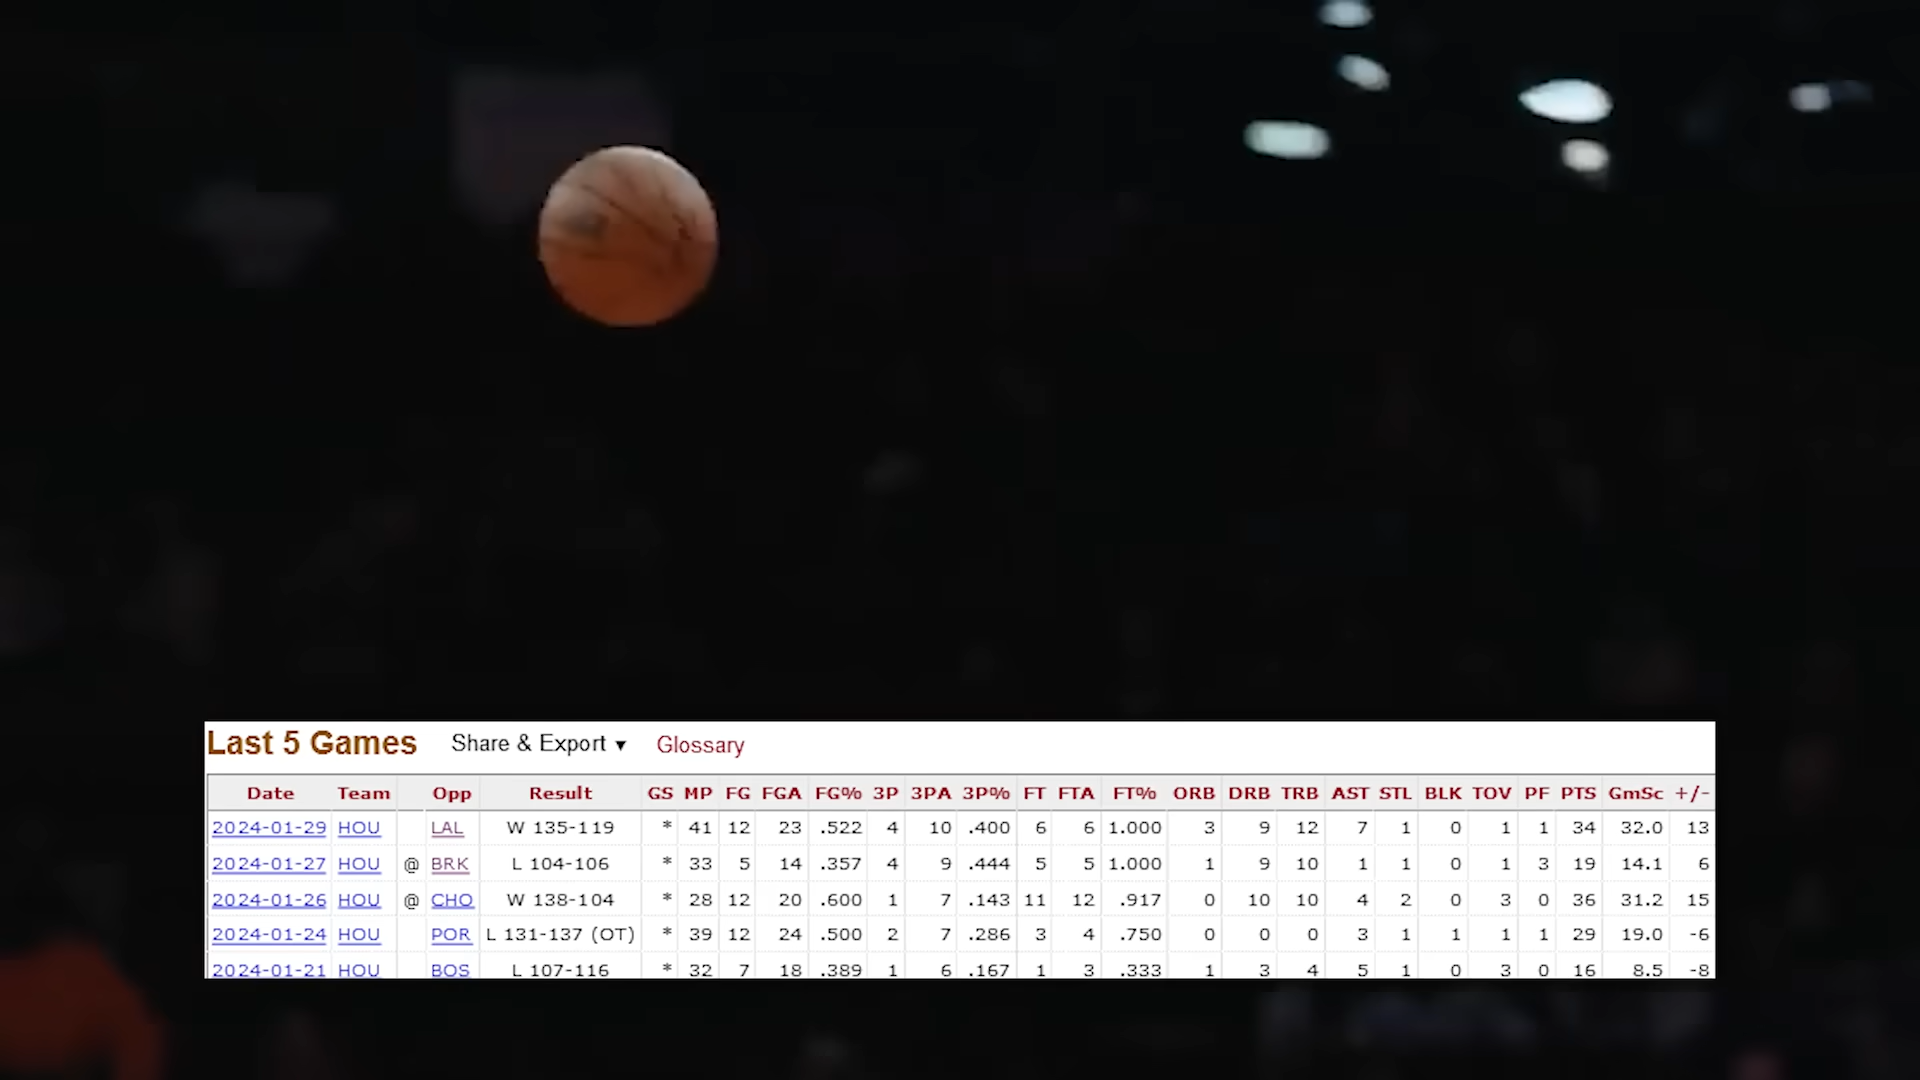 Last 5 Games Share & Export ▼ Glossary
Date Team Opp Result GS MP FG FGA FG% 3P 3PA 3P% FT FTA FT% ORB DRB TRB AST STL BLK TOV PF PTS GmSc +/-
2024-01-29 HOU LAL W 135-119 * 41 12 23 .522 4 10 .400 6 6 1.000 3 9 12 7 1 0 1 1 34 32.0 13
2024-01-27 HOU @ BRK L 104-106 * 33 5 14 .357 4 9 .444 5 5 1.000 1 9 10 1 1 0 1 3 19 14.1 6
2024-01-26 HOU @ CHO W 138-104 * 28 12 20 .600 1 7 .143 11 12 .917 0 10 10 4 2 0 3 0 36 31.2 15
2024-01-24 HOU POR L 131-137 (OT) * 39 12 24 .500 2 7 .286 3 4 .750 0 0 0 3 1 1 1 1 29 19.0 -6
2024-01-21 HOU BOS L 107-116 * 32 7 18 .389 1 6 .167 1 3 .333 1 3 4 5 1 0 3 0 16 8.5 -8